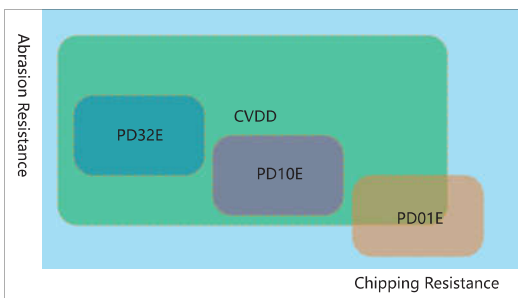 Abrasion Resistance
CVDD
PD32E
PD10E
PD01E
Chipping Resistance